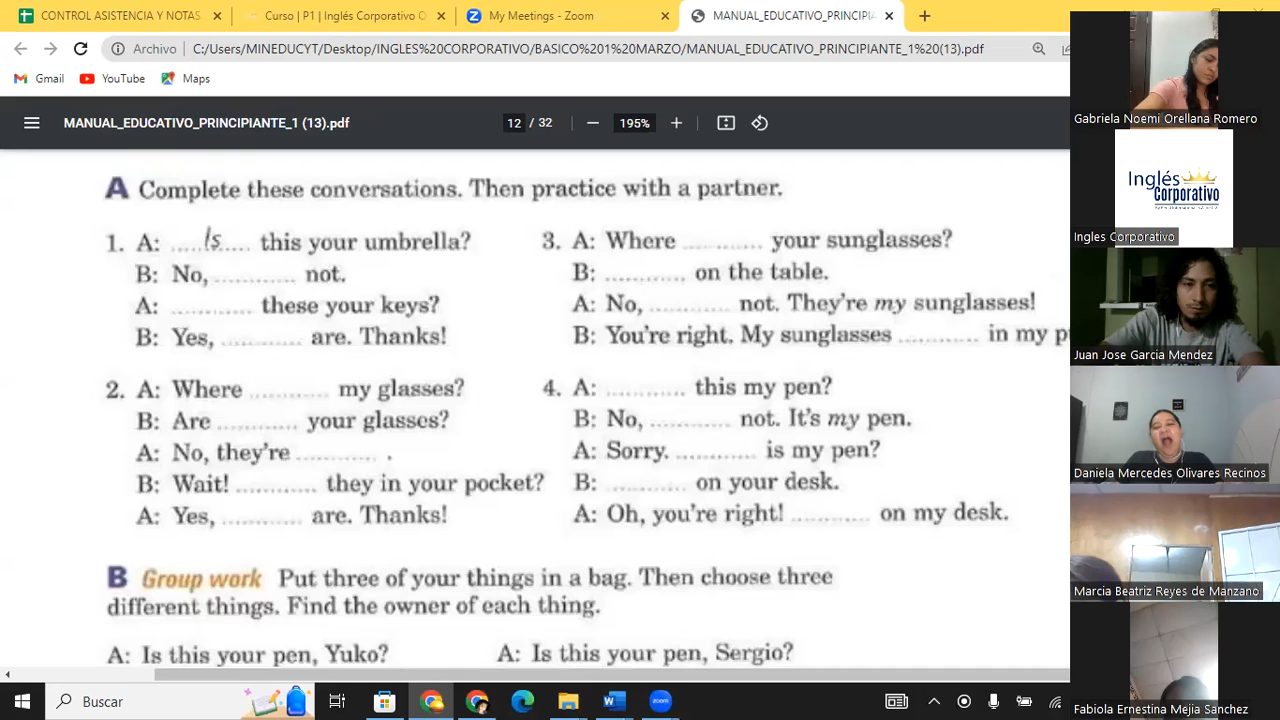 CONTROL ASISTENCIA Y NOTAS
Curso | P1 | Inglés Corporativo O
My Meetings - Zoom
MANUAL_EDUCATIVO_PRINCIPIA
Archivo
C:/Users/MINEDUCYT/Desktop/INGLES%20CORPORATIVO/BASICO%201%20MARZO/MANUAL_EDUCATIVO_PRINCIPIANTE_1%20(13).pdf
Gmail
YouTube
Maps
MANUAL_EDUCATIVO_PRINCIPIANTE_1 (13).pdf
12 / 32
195%
A Complete these conversations. Then practice with a partner.
1. A: .....Is..... this your umbrella?
B: No, ............ not.
A: ............ these your keys?
B: Yes, ............ are. Thanks!
2. A: Where ............ my glasses?
B: Are ............ your glasses?
A: No, they're ............ .
B: Wait! ............ they in your pocket?
A: Yes, ............ are. Thanks!
3. A: Where ............ your sunglasses?
B: ............ on the table.
A: No, ............ not. They're my sunglasses!
B: You're right. My sunglasses ............ in my p
4. A: ............ this my pen?
B: No, ............ not. It's my pen.
A: Sorry. ............ is my pen?
B: ............ on your desk.
A: Oh, you're right! ............ on my desk.
B Group work Put three of your things in a bag. Then choose three
different things. Find the owner of each thing.
A: Is this your pen, Yuko?
A: Is this your pen, Sergio?
Gabriela Noemi Orellana Romero
Inglés
Corporativo
Ingles Corporativo
Juan Jose Garcia Mendez
Daniela Mercedes Olivares Recinos
Marcia Beatriz Reyes de Manzano
Fabiola Ernestina Mejia Sanchez
Buscar
zoom